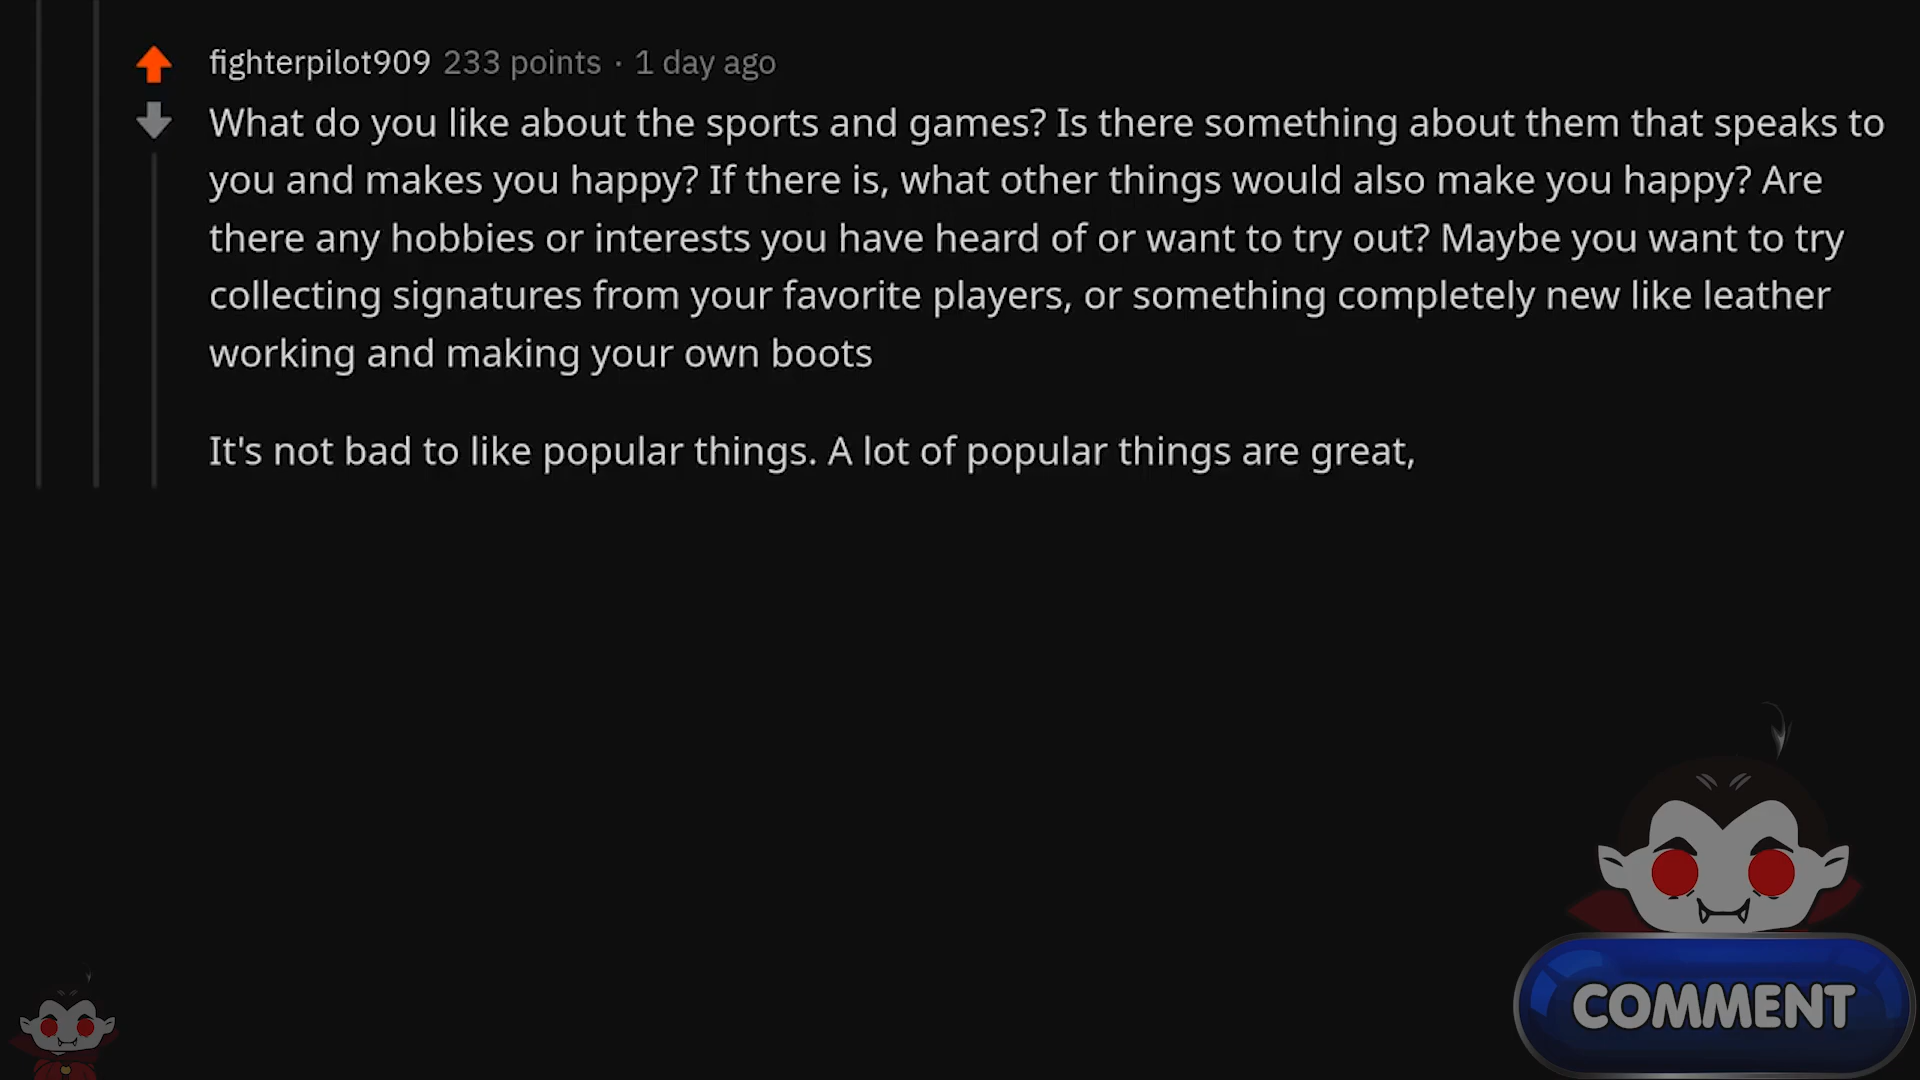 fighterpilot909 233 points · 1 day ago
What do you like about the sports and games? Is there something about them that speaks to
you and makes you happy? If there is, what other things would also make you happy? Are
there any hobbies or interests you have heard of or want to try out? Maybe you want to try
collecting signatures from your favorite players, or something completely new like leather
working and making your own boots
It's not bad to like popular things. A lot of popular things are great,
COMMENT